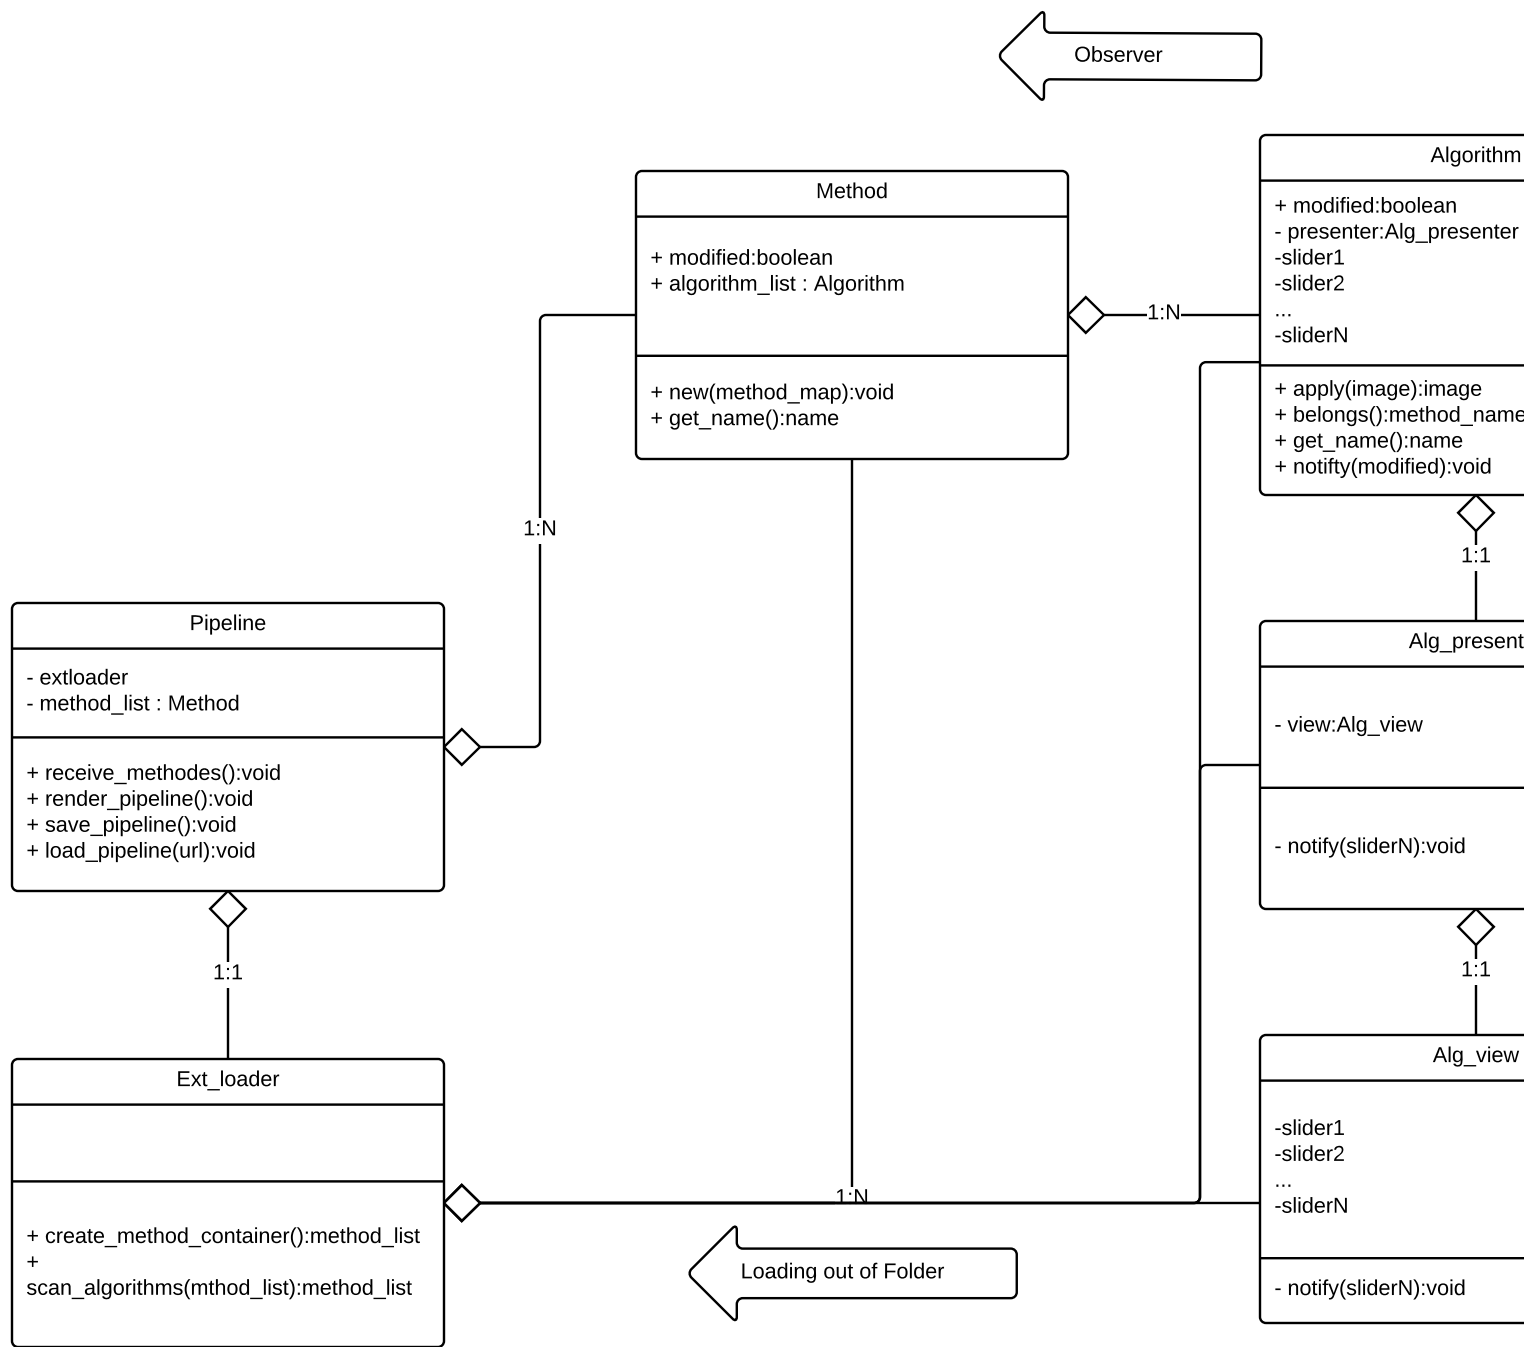 Observer
Method
+ modified:boolean
+ algorithm_list : Algorithm
+ new(method_map):void
+ get_name():name
1:N
Algorithm
+ modified:boolean
- presenter:Alg_presenter
-slider1
-slider2
...
-sliderN
+ apply(image):image
+ belongs():method_name
+ get_name():name
+ notifty(modified):void
1:N
1:1
Pipeline
- extloader
- method_list : Method
+ receive_methodes():void
+ render_pipeline():void
+ save_pipeline():void
+ load_pipeline(url):void
Alg_present
- view:Alg_view
- notify(sliderN):void
1:1
1:1
Ext_loader
+ create_method_container():method_list
+
scan_algorithms(mthod_list):method_list
1:N
Loading out of Folder
Alg_view
-slider1
-slider2
...
-sliderN
- notify(sliderN):void